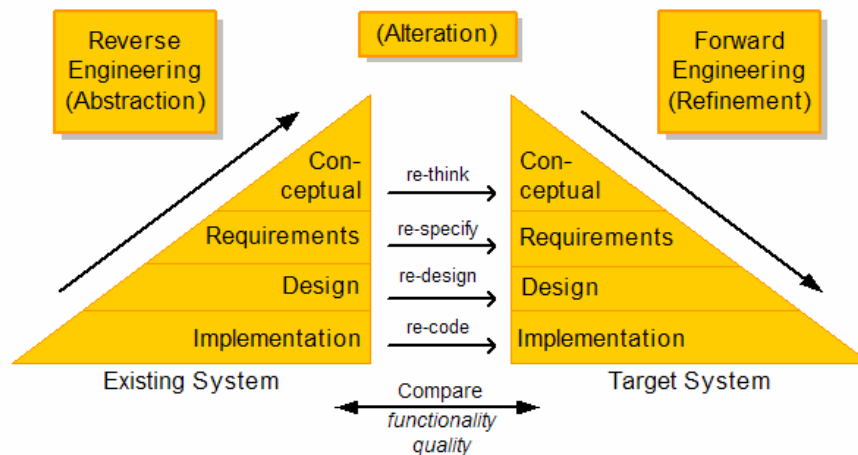 Reverse
Engineering
(Abstraction)
(Alteration)
Forward
Engineering
(Refinement)
Con-
ceptual
re-think
Con-
ceptual
Requirements
re-specify
Requirements
Design
re-design
Design
Implementation
re-code
Implementation
Existing System
Target System
Compare
functionality
quality